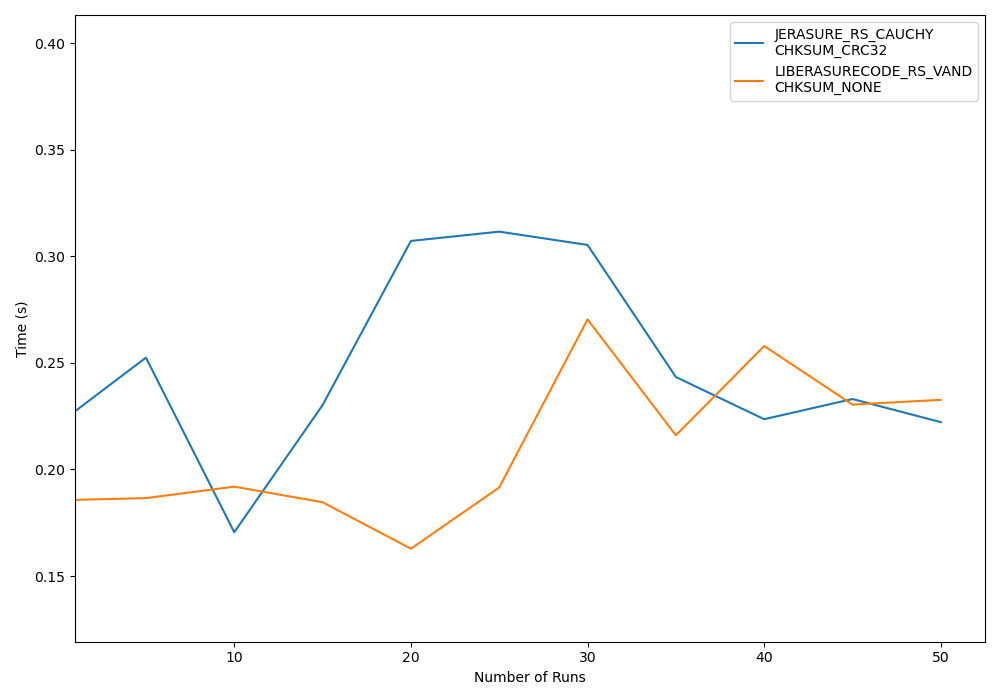 JERASURE_RS_CAUCHY
CHKSUM_CRC32
LIBERASURECODE_RS_VAND
CHKSUM_NONE
0.40
0.35
0.30
0.25
0.20
0.15
Time (s)
10 20 30 40 50
Number of Runs